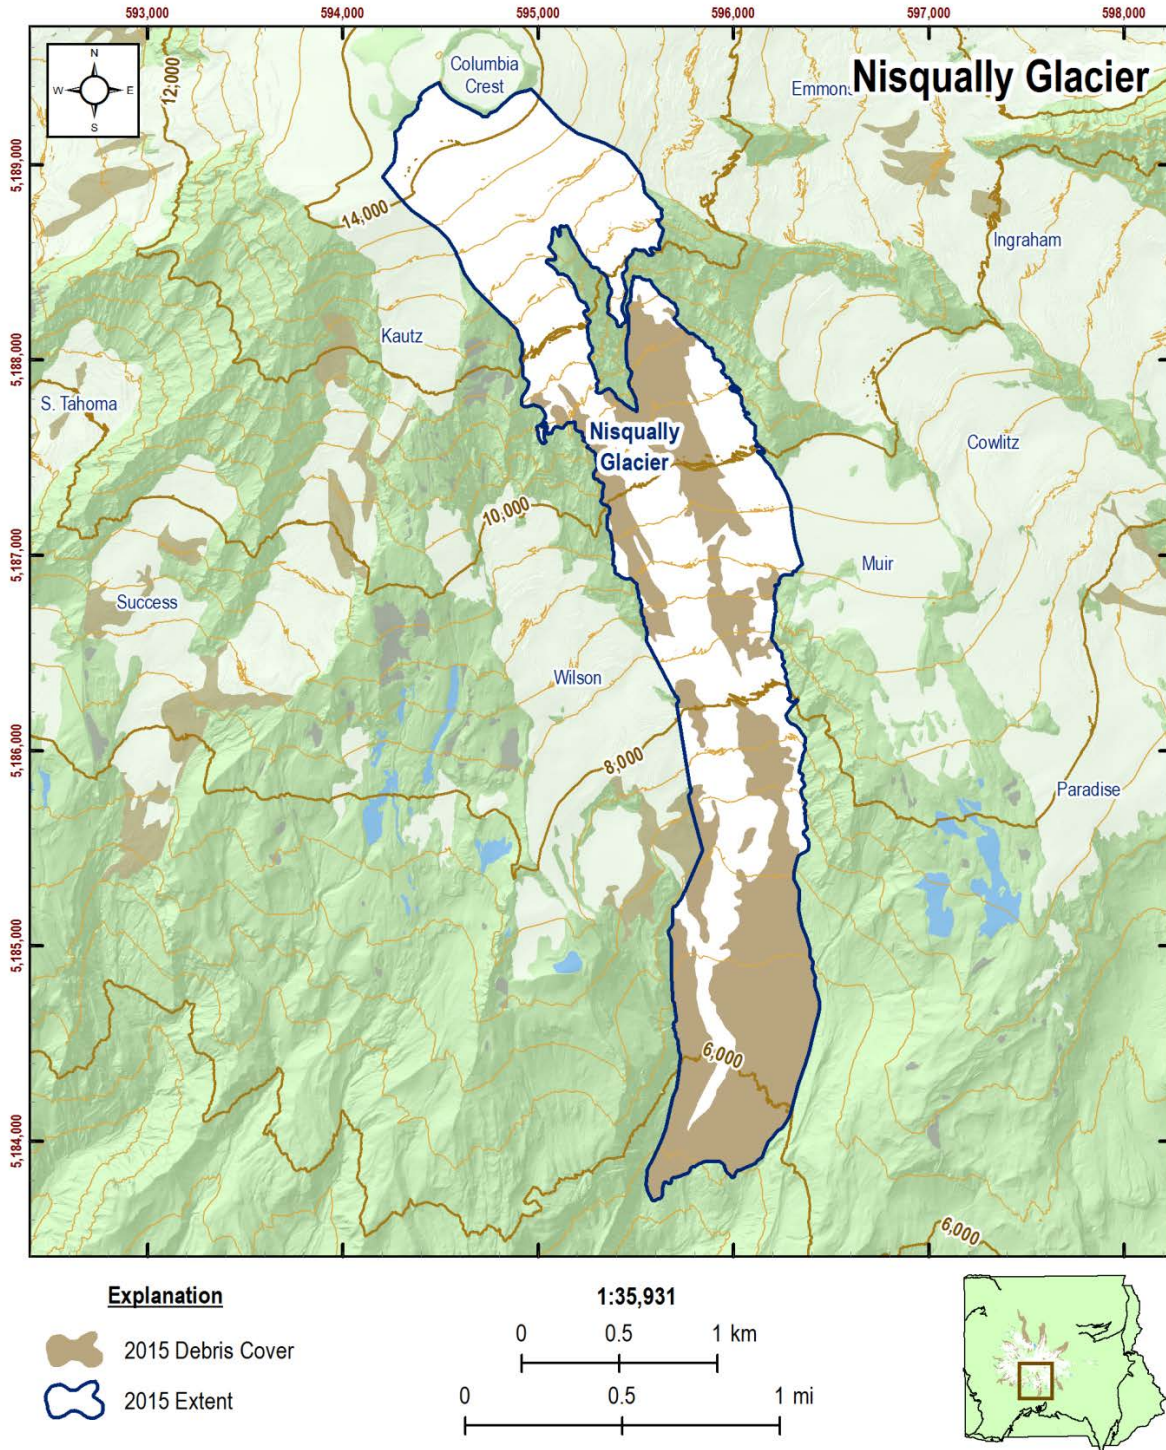 593,000
594,000
595,000
596,000
597,000
598,000
N
W
E
S
Nisqually Glacier
Columbia
Crest
Emmons
12,000
5,189,000
14,000
Ingraham
Kautz
5,188,000
S. Tahoma
Nisqually
Glacier
Cowlitz
10,000
5,187,000
Muir
Success
Wilson
5,186,000
8,000
Paradise
5,185,000
6,000
5,184,000
6,000
Explanation
2015 Debris Cover
2015 Extent
1:35,931
0 0.5 1 km
0 0.5 1 mi